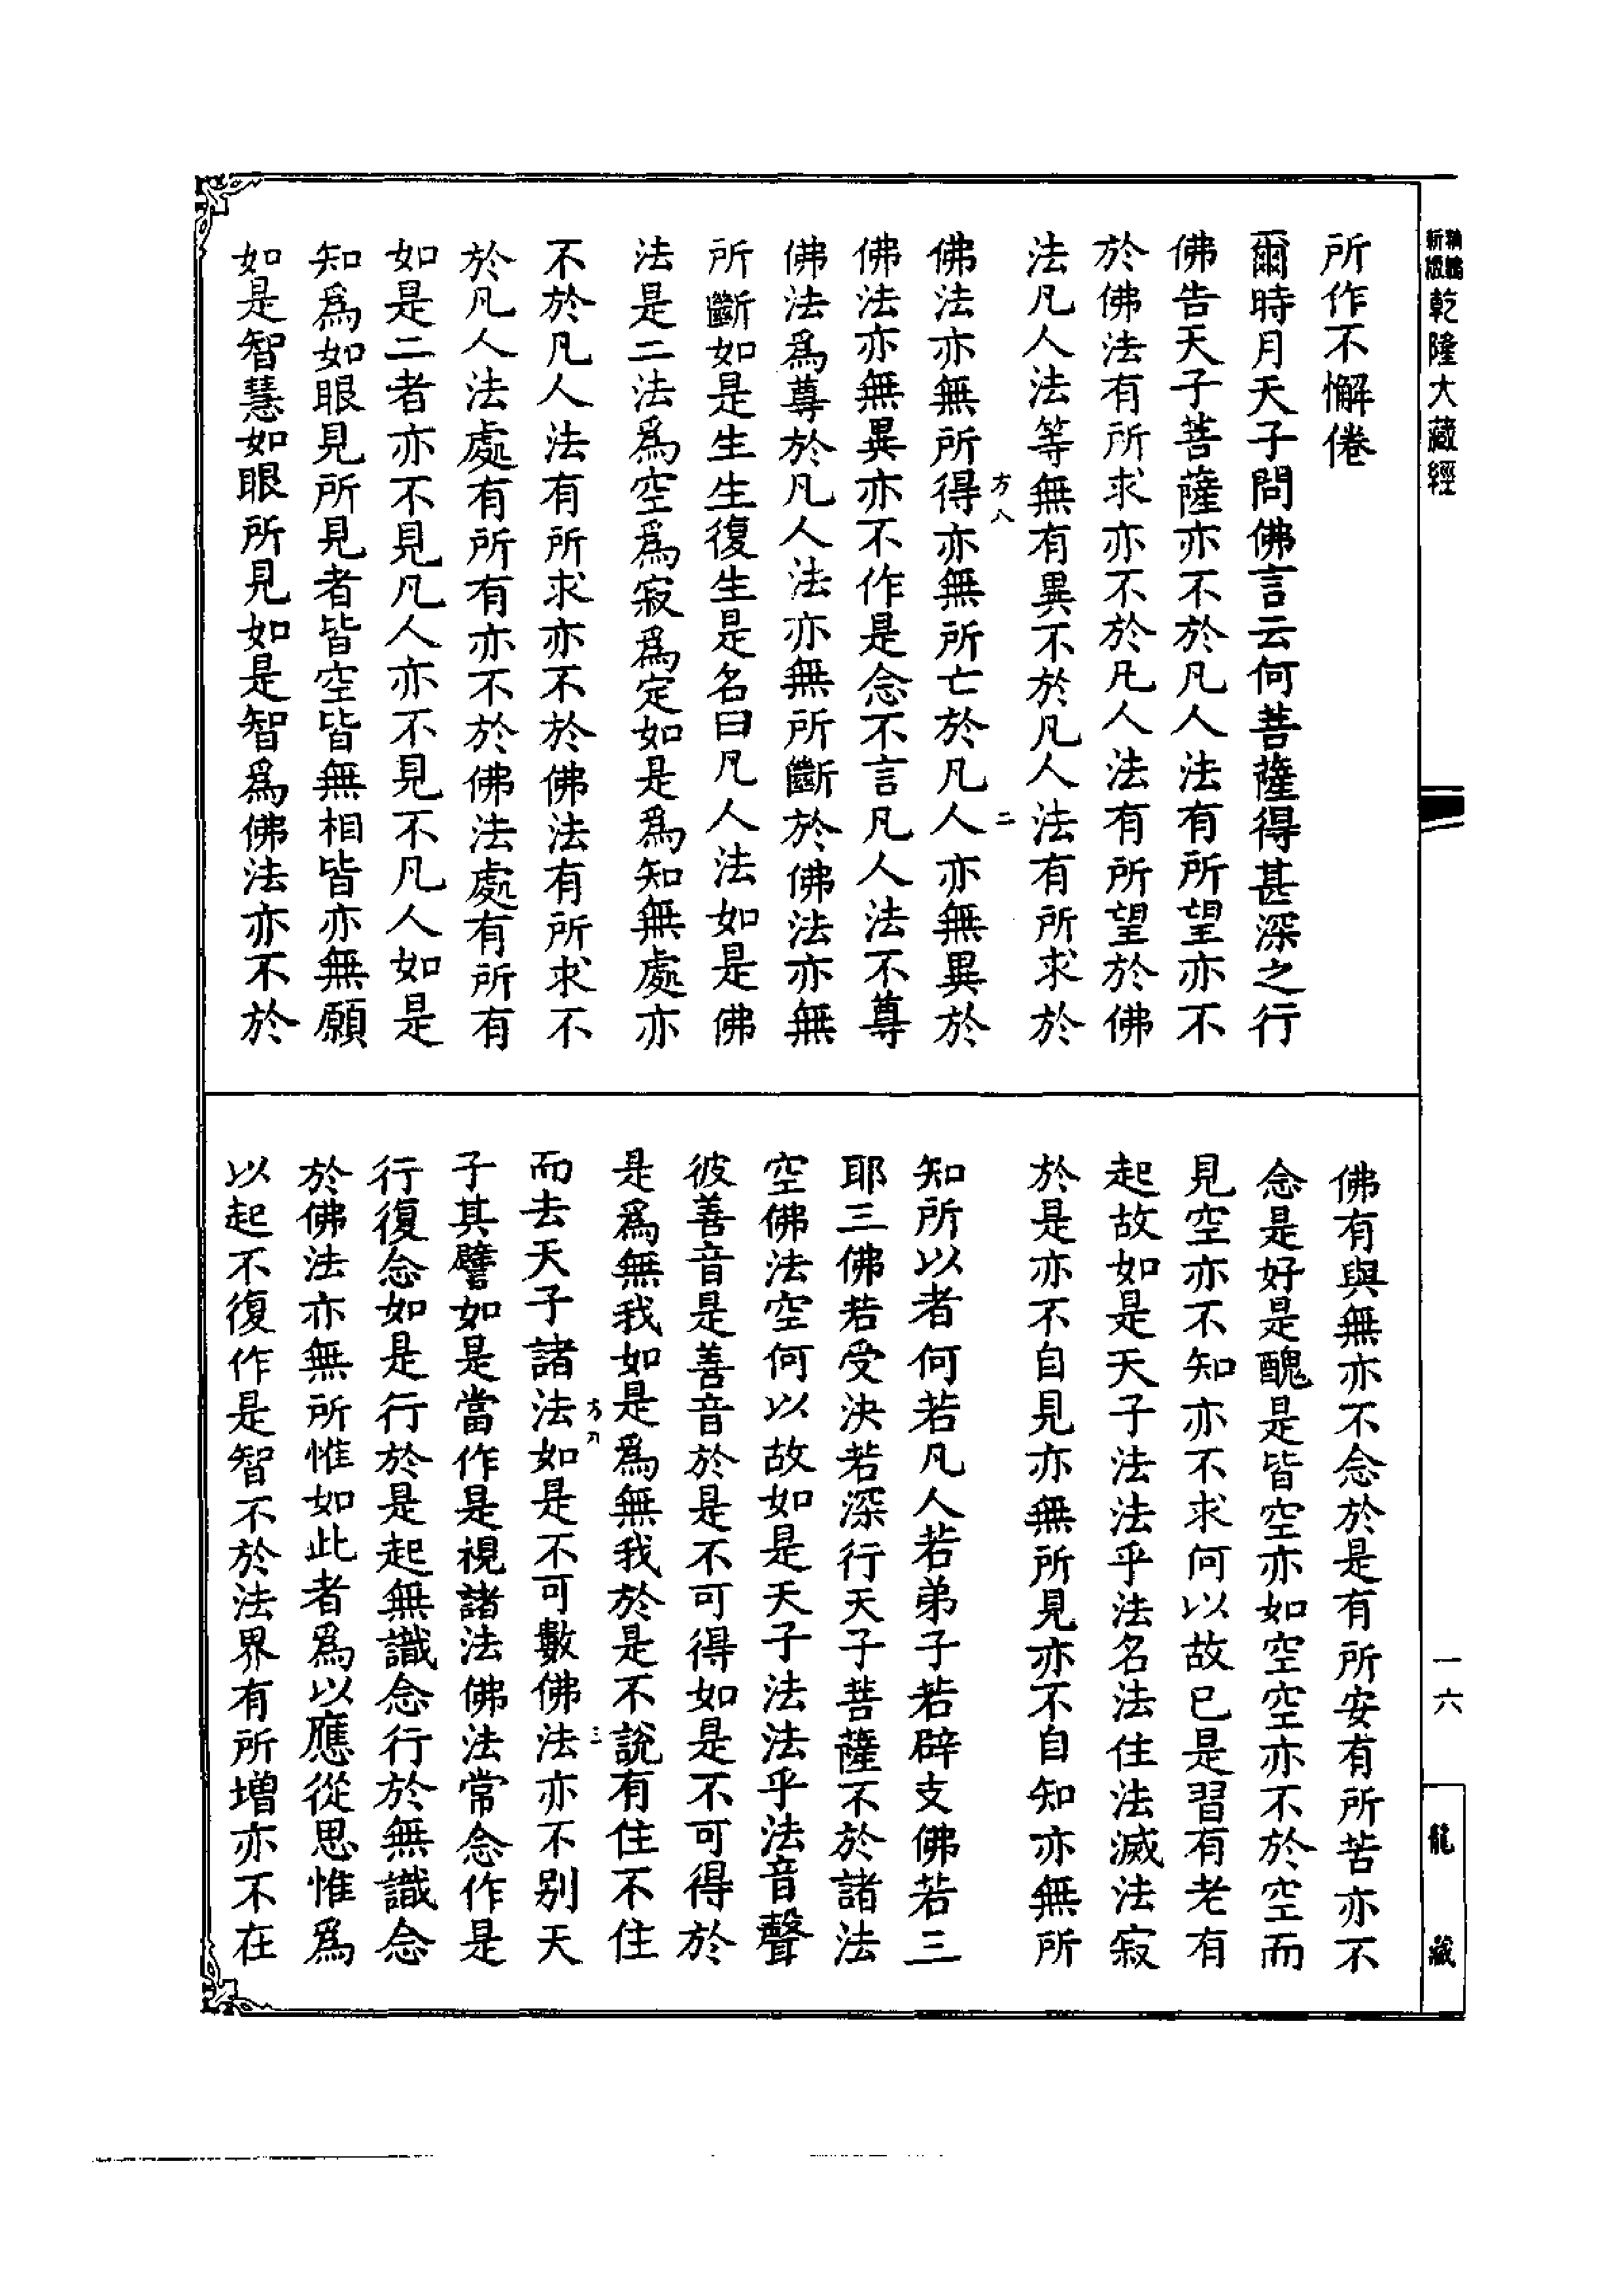 新編縮版乾隆大藏經
所作不懈倦
爾時月天子問佛言云何菩薩得甚深之行
佛告天子菩薩亦不於凡人法有所望亦不
於佛法有所求亦不於凡人法有所望於佛
法凡人法等無有異不於凡人法有所求於
方八 二
佛法亦無所得亦無所亡於凡人亦無異於
佛法亦無異亦不作是念不言凡人法不尊
佛法為尊於凡人法亦無所斷於佛法亦無
所斷如是生生復生是名曰凡人法如是佛
法是二法為空為寂為定如是為知無處亦
不於凡人法有所求亦不於佛法有所求不
於凡人法處有所有亦不於佛法處有所有
如是二者亦不見凡人亦不見不凡人如是
知為如眼見所見者皆空皆無相皆亦無願
如是智慧如眼所見如是智為佛法亦不於
佛有與無亦不念於是有所安有所苦亦不
念是好是醜是皆空亦如空空亦不於空而
見空亦不知亦不求何以故已是習有老有
起故如是天子法法乎法名法住法滅法寂
於是亦不自見亦無所見亦不自知亦無所
知所以者何若凡人若弟子若辟支佛若三
耶三佛若受決若深行天子菩薩不於諸法
空佛法空何以故如是天子法法乎法音聲
彼善音是善音於是不可得如是不可得於
是為無我如是為無我於是不說有住不住
方八 三
而去天子諸法如是不可數佛法亦不別天
子其譬如是當作是視諸法佛法常念作是
行復念如是行於是起無識念行於無識念
於佛法亦無所惟如此者為以應從思惟為
以起不復作是智不於法界有所增亦不在
一六
龍藏